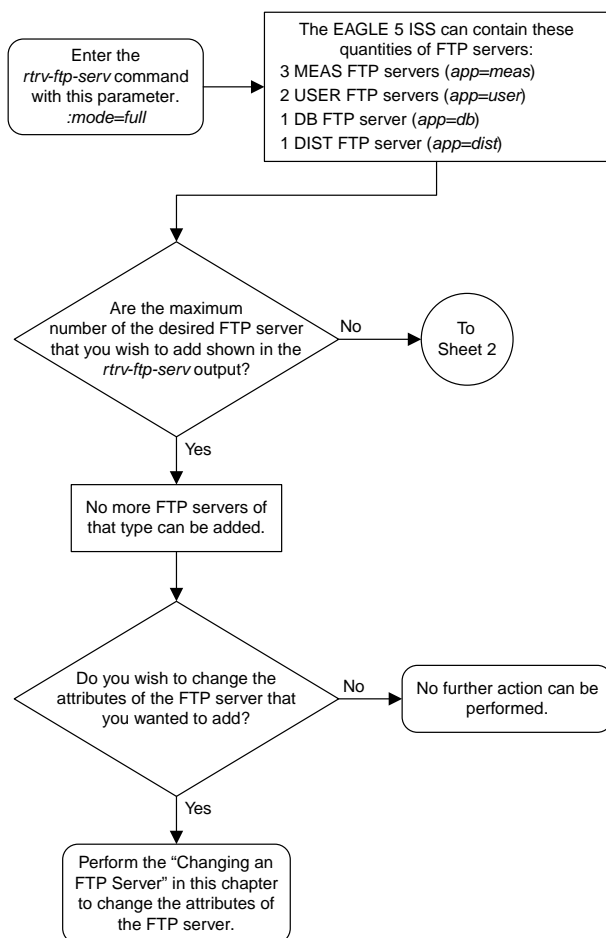 Enter the
rtrv-ftp-serv command
with this parameter.
:mode=full
The EAGLE 5 ISS can contain these
quantities of FTP servers:
3 MEAS FTP servers (app=meas)
2 USER FTP servers (app=user)
1 DB FTP server (app=db)
1 DIST FTP server (app=dist)
Are the maximum
number of the desired FTP server
that you wish to add shown in the
rtrv-ftp-serv output?
No
To
Sheet 2
Yes
No more FTP servers of
that type can be added.
Do you wish to change the
attributes of the FTP server that
you wanted to add?
No
No further action can be
performed.
Yes
Perform the “Changing an
FTP Server” in this chapter
to change the attributes of
the FTP server.